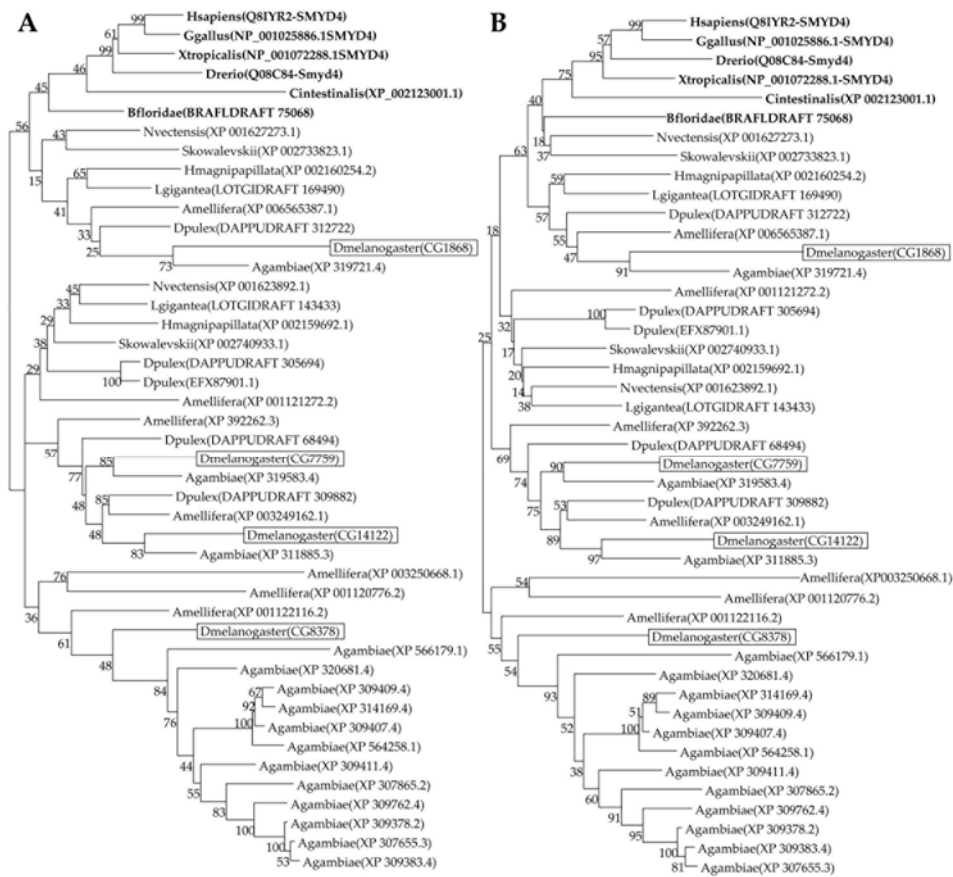 A
Hsapiens(Q8IYR2-SMYD4)
99
Ggallus(NP_001025886.1SMYD4)
61
Xtropicalis(NP_001072288.1SMYD4)
99
Drerio(Q08C84-Smyd4)
46
Cintestinalis(XP_002123001.1)
45
Bfloridae(BRAFLDRAFT 75068)
56
Nvectensis(XP 001627273.1)
43
Skowalevskii(XP 002733823.1)
15
Hmagnipapillata(XP 002160254.2)
65
Lgigantea(LOTGIDRAFT 169490)
41
Amellifera(XP 006565387.1)
33
Dpulex(DAPPUDRAFT 312722)
25
Dmelanogaster(CG1868)
73
Agambiae(XP 319721.4)
Nvectensis(XP 001623892.1)
45
Lgigantea(LOTGIDRAFT 143433)
33
Hmagnipapillata(XP 002159692.1)
29
Skowalevskii(XP 002740933.1)
38
Dpulex(DAPPUDRAFT 305694)
29
100
Dpulex(EFX87901.1)
Amellifera(XP 001121272.2)
Amellifera(XP 392262.3)
57
Dpulex(DAPPUDRAFT 68494)
Dmelanogaster(CG7759)
85
77
Agambiae(XP 319583.4)
48
Dpulex(DAPPUDRAFT 309882)
85
Amellifera(XP 003249162.1)
48
Dmelanogaster(CG14122)
83
Agambiae(XP 311885.3)
Amellifera(XP 003250668.1)
76
Amellifera(XP 001120776.2)
36
Amellifera(XP 001122116.2)
61
Dmelanogaster(CG8378)
48
Agambiae(XP 566179.1)
84
Agambiae(XP 320681.4)
76
Agambiae(XP 309409.4)
67
Agambiae(XP 314169.4)
92
Agambiae(XP 309407.4)
100
Agambiae(XP 564258.1)
44
Agambiae(XP 309411.4)
55
Agambiae(XP 307865.2)
83
Agambiae(XP 309762.4)
100
Agambiae(XP 309378.2)
100
Agambiae(XP 307655.3)
53
Agambiae(XP 309383.4)
B
Hsapiens(Q8IYR2-SMYD4)
63
Ggallus(NP_001025886.1-SMYD4)
57
Drerio(Q08C84-Smyd4)
95
Xtropicalis(NP_001072288.1-SMYD4)
75
Cintestinalis(XP 002123001.1)
40
Bfloridae(BRAFLDRAFT 75068)
Nvectensis(XP 001627273.1)
18
Skowalevskii(XP 002733823.1)
37
63
Hmagnipapillata(XP 002160254.2)
59
Lgigantea(LOTGIDRAFT 169490)
57
Dpulex(DAPPUDRAFT 312722)
55
Amellifera(XP 006565387.1)
18
47
Dmelanogaster(CG1868)
91
Agambiae(XP 319721.4)
Amellifera(XP 001121272.2)
32
Dpulex(DAPPUDRAFT 305694)
100
Dpulex(EFX87901.1)
25
17
Skowalevskii(XP 002740933.1)
20
Hmagnipapillata(XP 002159692.1)
14
Nvectensis(XP 001623892.1)
38
Lgigantea(LOTGIDRAFT 143433)
Amellifera(XP 392262.3)
69
Dpulex(DAPPUDRAFT 68494)
74
Dmelanogaster(CG7759)
90
Agambiae(XP 319583.4)
75
Dpulex(DAPPUDRAFT 309882)
53
Amellifera(XP 003249162.1)
89
Dmelanogaster(CG14122)
97
Agambiae(XP 311885.3)
Amellifera(XP003250668.1)
54
Amellifera(XP 001120776.2)
Amellifera(XP 001122116.2)
55
Dmelanogaster(CG8378)
54
Agambiae(XP 566179.1)
93
Agambiae(XP 320681.4)
52
Agambiae(XP 314169.4)
89
Agambiae(XP 309409.4)
51
Agambiae(XP 309407.4)
100
Agambiae(XP 564258.1)
38
Agambiae(XP 309411.4)
60
Agambiae(XP 307865.2)
91
Agambiae(XP 309762.4)
95
Agambiae(XP 309378.2)
100
Agambiae(XP 309383.4)
81
Agambiae(XP 307655.3)